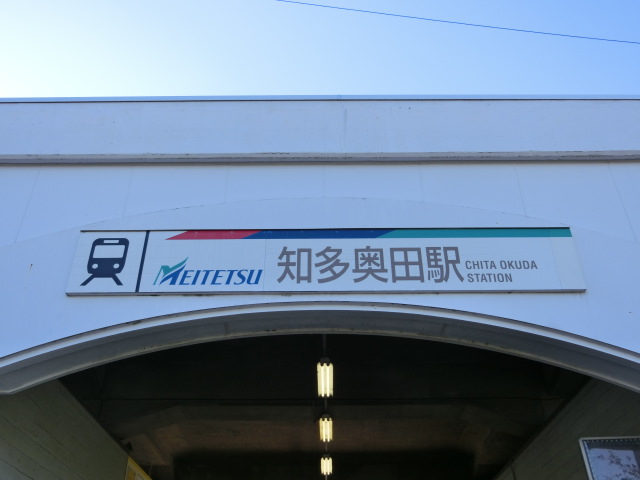 MEITETSU 知多奥田駅 CHITA OKUDA
STATION